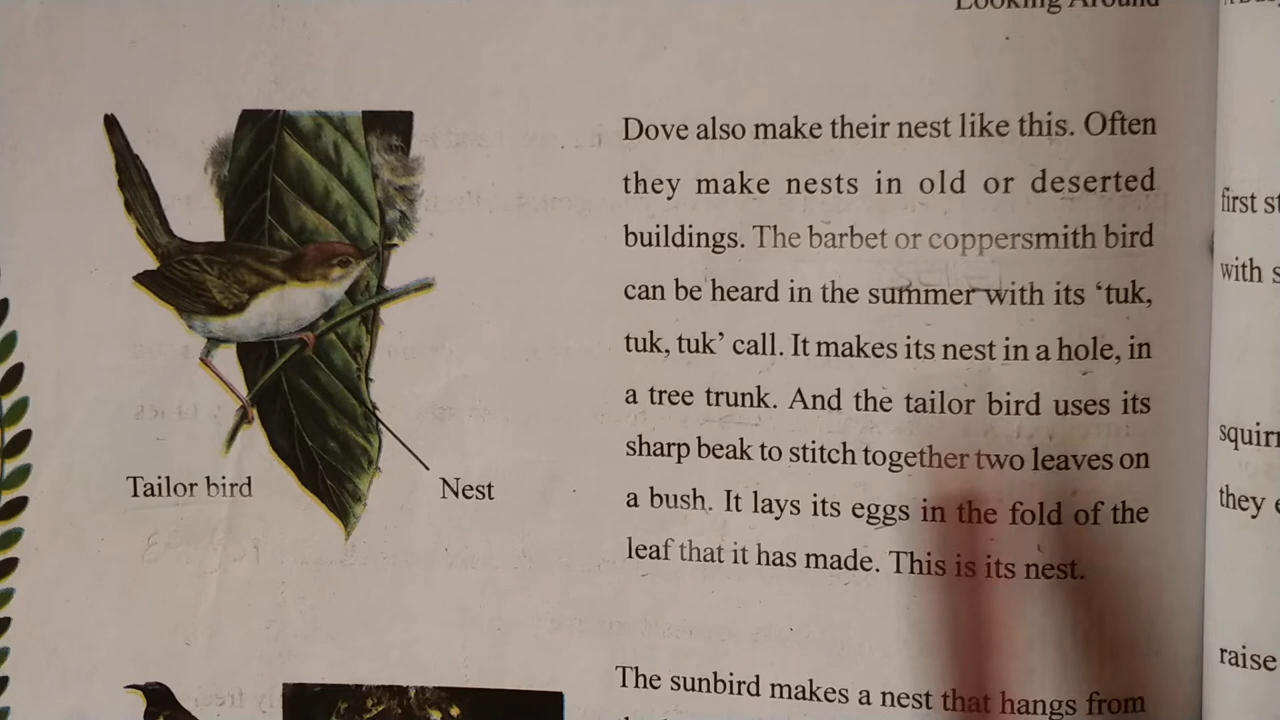 Looking Around
Dove also make their nest like this. Often
they make nests in old or deserted
buildings. The barbet or coppersmith bird
can be heard in the summer with its ‘tuk,
tuk, tuk’ call. It makes its nest in a hole, in
a tree trunk. And the tailor bird uses its
sharp beak to stitch together two leaves on
a bush. It lays its eggs in the fold of the
leaf that it has made. This is its nest.
Tailor bird
Nest
The sunbird makes a nest that hangs from
first
with
they
raise